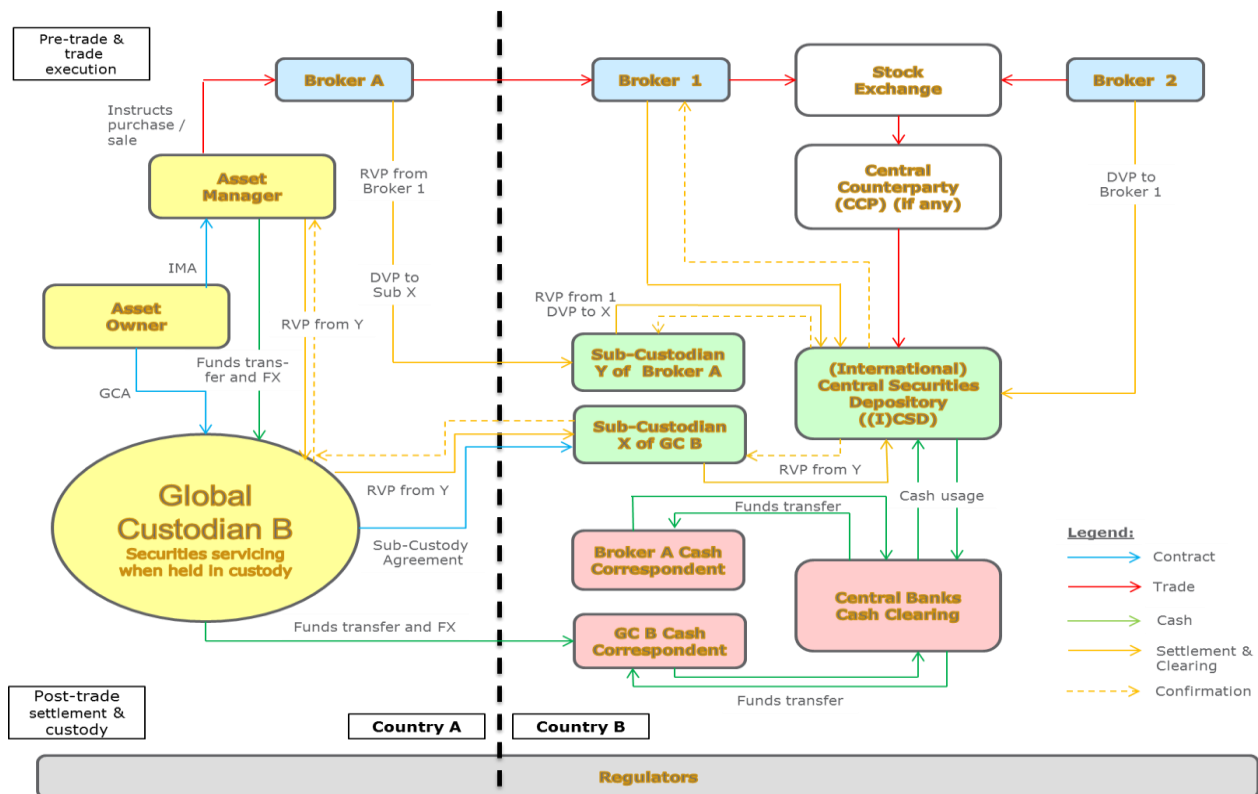 Pre-trade &
trade
execution
Broker A
Broker 1
Stock
Exchange
Broker 2
Instructs
purchase /
sale
Asset
Manager
RVP from
Broker 1
Central
Counterparty
(CCP) (if any)
DVP to
Broker 1
IMA
DVP to
Sub X
Asset
Owner
RVP from Y
RVP from 1
DVP to X
Funds trans-
fer and FX
GCA
Sub-Custodian
Y of Broker A
(International)
Central Securities
Depository
((I)CSD)
Sub-Custodian
X of GC B
RVP from Y
RVP from Y
Global
Custodian B
Securities servicing
when held in custody
Cash usage
Funds transfer
Sub-Custody
Agreement
Broker A Cash
Correspondent
Central Banks
Cash Clearing
Funds transfer and FX
GC B Cash
Correspondent
Funds transfer
Legend:
Contract
Trade
Cash
Settlement &
Clearing
Confirmation
Post-trade
settlement &
custody
Country A
Country B
Regulators